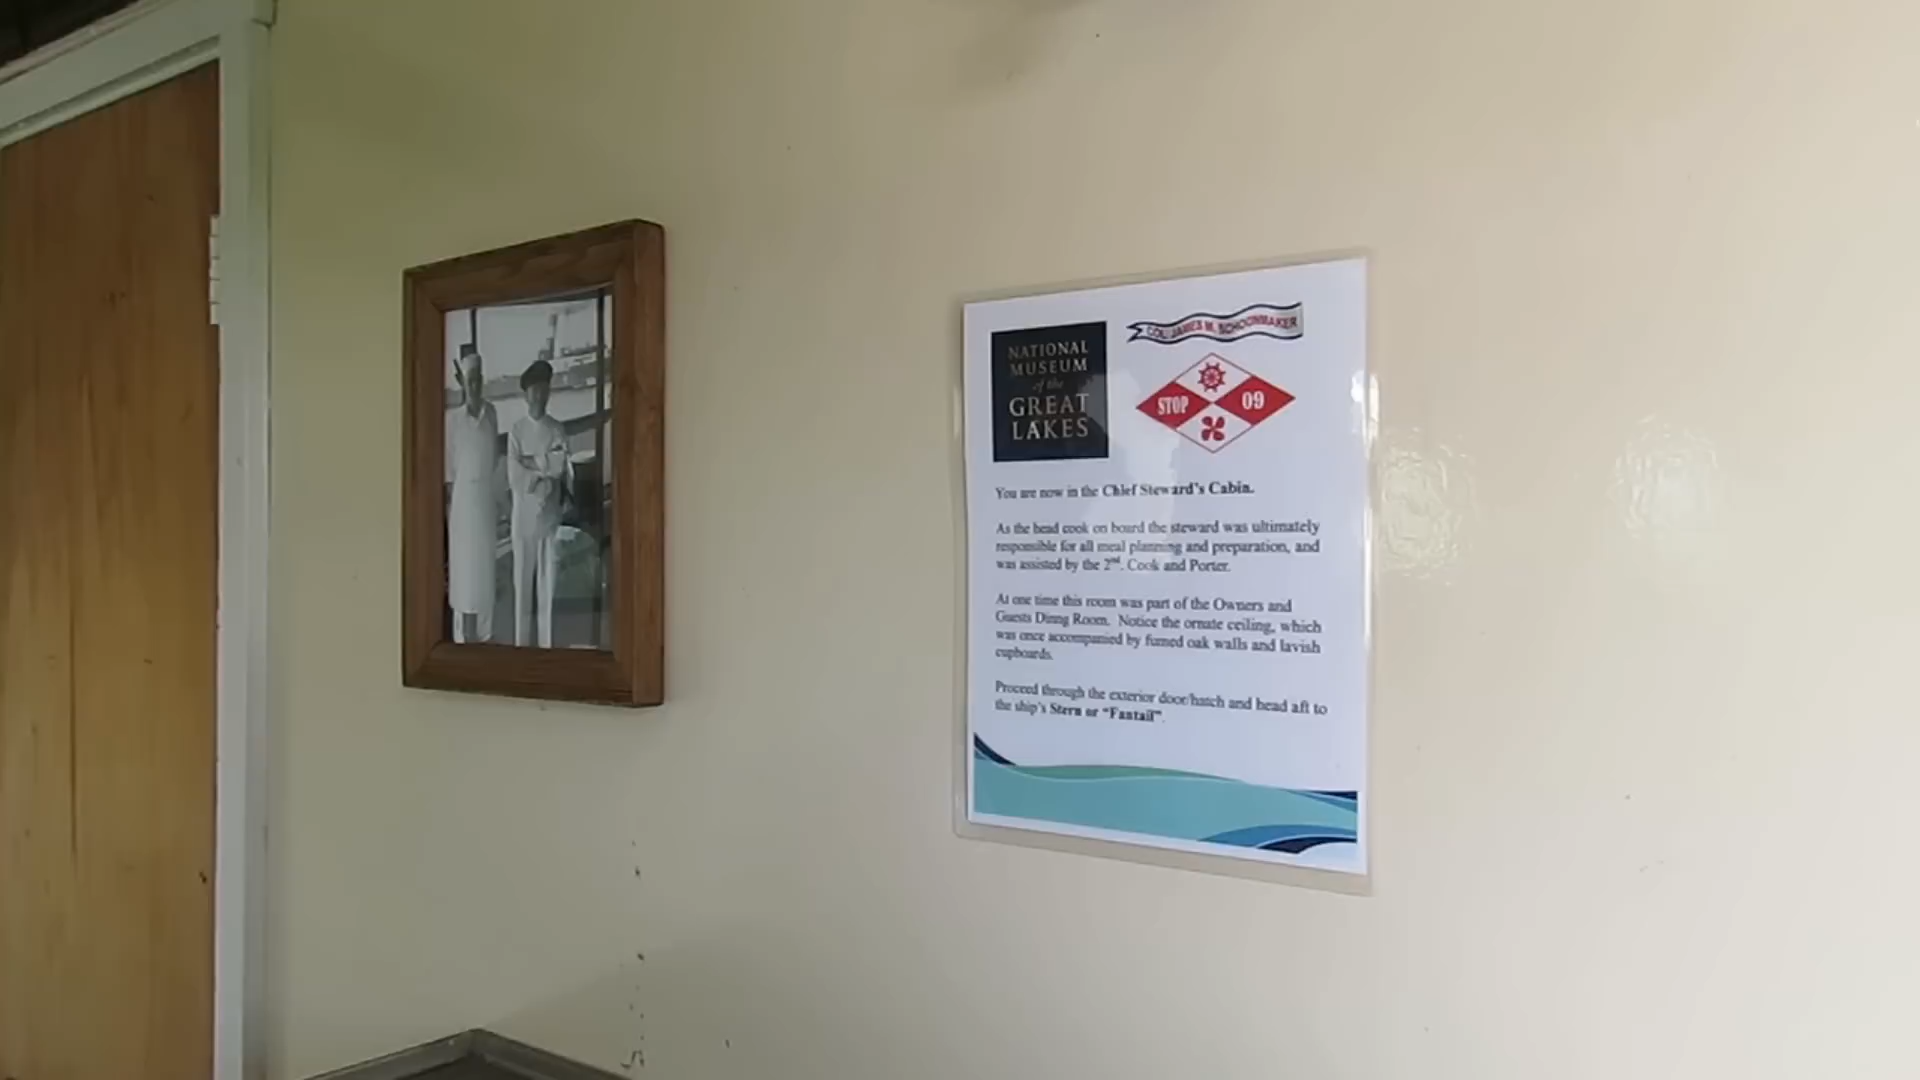 NATIONAL
MUSEUM
of the
GREAT
LAKES
COL. JAMES M. SCHOONMAKER
STOP 09
You are now in the Chief Steward's Cabin.
As the head cook on board the steward was ultimately
responsible for all meal planning and preparation, and
was assisted by the 2nd. Cook and Porter.
At one time this room was part of the Owners and
Guests Dinng Room. Notice the ornate ceiling, which
was once accompanied by fumed oak walls and lavish
cupboards.
Proceed through the exterior door/hatch and head aft to
the ship's Stern or "Fantail".